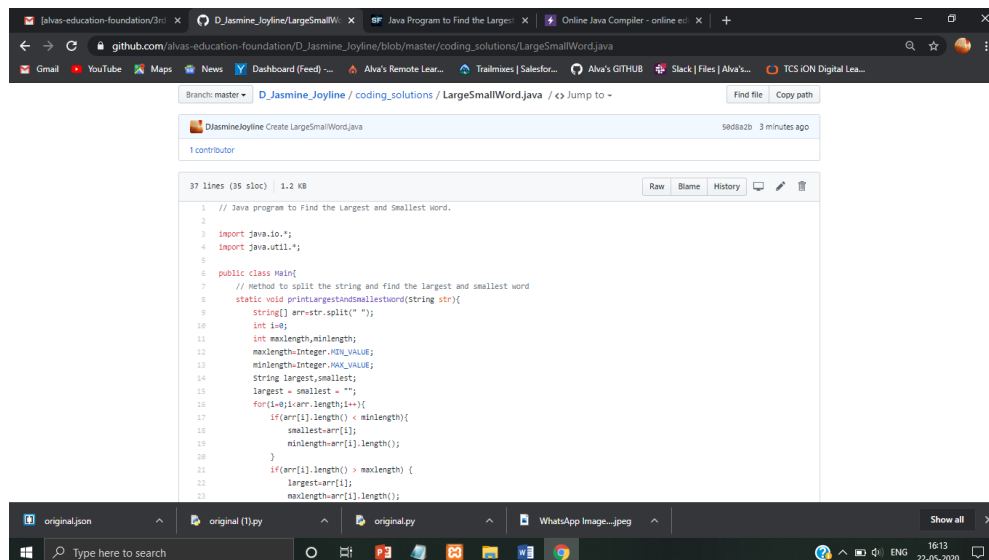 [alvas-education-foundation/3rd
D_Jasmine_Joyline/LargeSmallWo
SF Java Program to Find the Largest
Online Java Compiler - online edi
github.com/alvas-education-foundation/D_Jasmine_Joyline/blob/master/coding_solutions/LargeSmallWord.java
Gmail YouTube Maps News Dashboard (Feed) -... Alva's Remote Lear... Trailmixes | Salesfor... Alva's GITHUB Slack | Files | Alva's... TCS iON Digital Lea...
Branch: master D_Jasmine_Joyline / coding_solutions / LargeSmallWord.java / <> Jump to Find file Copy path
DJasmineJoyline Create LargeSmallWord.java 50d8a2b 3 minutes ago
1 contributor
37 lines (35 sloc) 1.2 KB Raw Blame History
1 // Java program to Find the Largest and Smallest Word.
2
3 import java.io.*;
4 import java.util.*;
5
6 public class Main{
7 // Method to split the string and find the largest and smallest word
8 static void printLargestAndSmallestWord(String str){
9 String[] arr=str.split(" ");
10 int i=0;
11 int maxlength,minlength;
12 maxlength=Integer.MIN_VALUE;
13 minlength=Integer.MAX_VALUE;
14 String largest,smallest;
15 largest = smallest = "";
16 for(i=0;i<arr.length;i++){
17 if(arr[i].length() < minlength){
18 smallest=arr[i];
19 minlength=arr[i].length();
20 }
21 if(arr[i].length() > maxlength) {
22 largest=arr[i];
23 maxlength=arr[i].length();
original.json original (1).py original.py WhatsApp Image....jpeg Show all
Type here to search ENG 16:13
22-05-2020